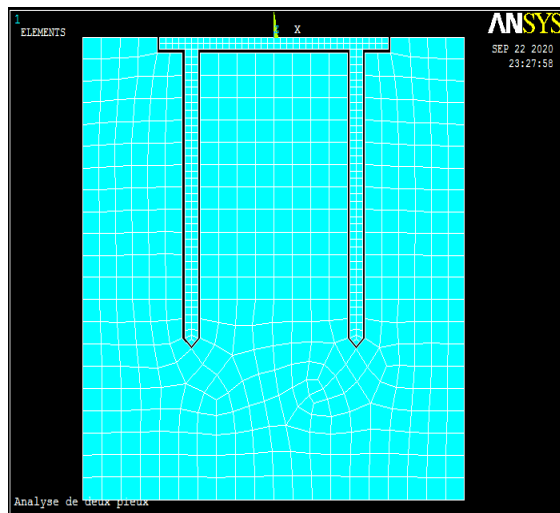 1
ELEMENTS
X
ANSYS
SEP 22 2020
23:27:58
Analyse de deux pieux